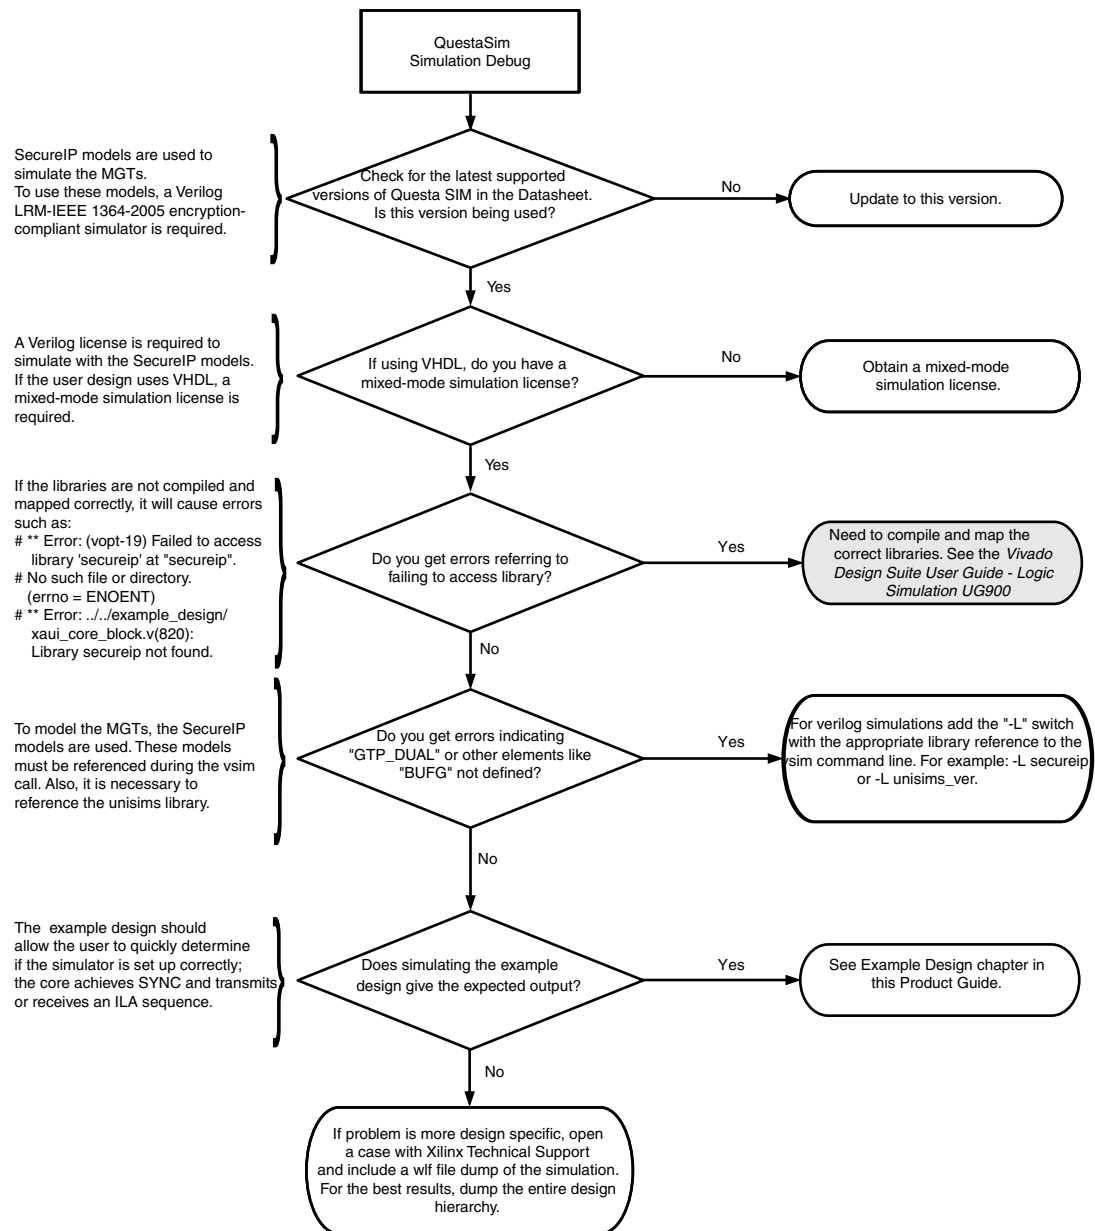 QuestaSim
Simulation Debug
SecureIP models are used to
simulate the MGTs.
To use these models, a Verilog
LRM-IEEE 1364-2005 encryption-
compliant simulator is required.
Check for the latest supported
versions of Questa SIM in the Datasheet.
Is this version being used?
No
Update to this version.
Yes
A Verilog license is required to
simulate with the SecureIP models.
If the user design uses VHDL, a
mixed-mode simulation license is
required.
If using VHDL, do you have a
mixed-mode simulation license?
No
Obtain a mixed-mode
simulation license.
Yes
If the libraries are not compiled and
mapped correctly, it will cause errors
such as:
# ** Error: (vopt-19) Failed to access
library 'secureip' at "secureip".
# No such file or directory.
(errno = ENOENT)
# ** Error: ../../example_design/
xaui_core_block.v(820):
Library secureip not found.
Do you get errors referring to
failing to access library?
Yes
Need to compile and map the
correct libraries. See the Vivado
Design Suite User Guide - Logic
Simulation UG900
No
To model the MGTs, the SecureIP
models are used. These models
must be referenced during the vsim
call. Also, it is necessary to
reference the unisims library.
Do you get errors indicating
"GTP_DUAL" or other elements like
"BUFG" not defined?
Yes
For verilog simulations add the "-L" switch
with the appropriate library reference to the
vsim command line. For example: -L secureip
or -L unisims_ver.
No
The example design should
allow the user to quickly determine
if the simulator is set up correctly;
the core achieves SYNC and transmits
or receives an ILA sequence.
Does simulating the example
design give the expected output?
Yes
See Example Design chapter in
this Product Guide.
No
If problem is more design specific, open
a case with Xilinx Technical Support
and include a wlf file dump of the simulation.
For the best results, dump the entire design
hierarchy.